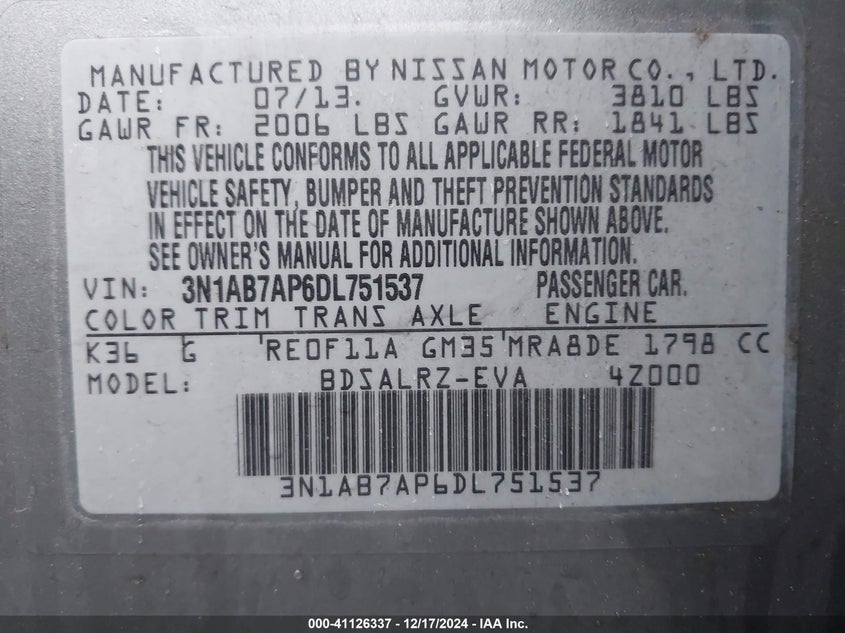 MANUFACTURED BY NISSAN MOTOR CO., LTD.
DATE: 07/13. GVWR: 3810 LBS
GAWR FR: 2006 LBS GAWR RR: 1841 LBS
THIS VEHICLE CONFORMS TO ALL APPLICABLE FEDERAL MOTOR
VEHICLE SAFETY, BUMPER AND THEFT PREVENTION STANDARDS
IN EFFECT ON THE DATE OF MANUFACTURE SHOWN ABOVE.
SEE OWNER'S MANUAL FOR ADDITIONAL INFORMATION.
VIN: 3N1AB7AP6DL751537 PASSENGER CAR.
COLOR TRIM TRANS AXLE ENGINE
K36 G 'RE0F11A GM35'MRA8DE 1798 CC
MODEL: BDSALRZ-EVA 4Z000
3N1AB7AP6DL751537
000-41126337 - 12/17/2024 - IAA Inc.